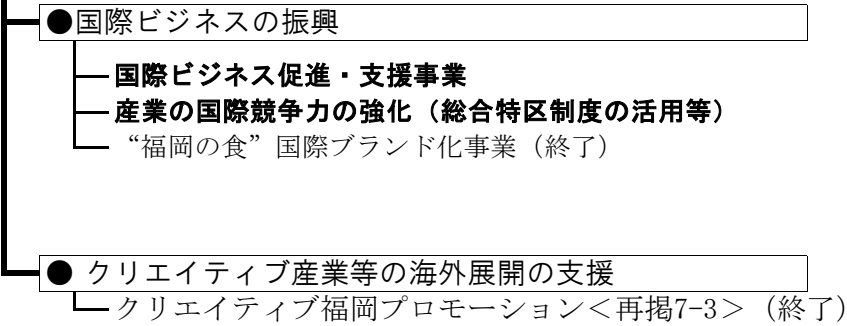 ●国際ビジネスの振興
国際ビジネス促進・支援事業
産業の国際競争力の強化（総合特区制度の活用等）
“福岡の食”国際ブランド化事業（終了）
● クリエイティブ産業等の海外展開の支援
クリエイティブ福岡プロモーション＜再掲7-3＞（終了）